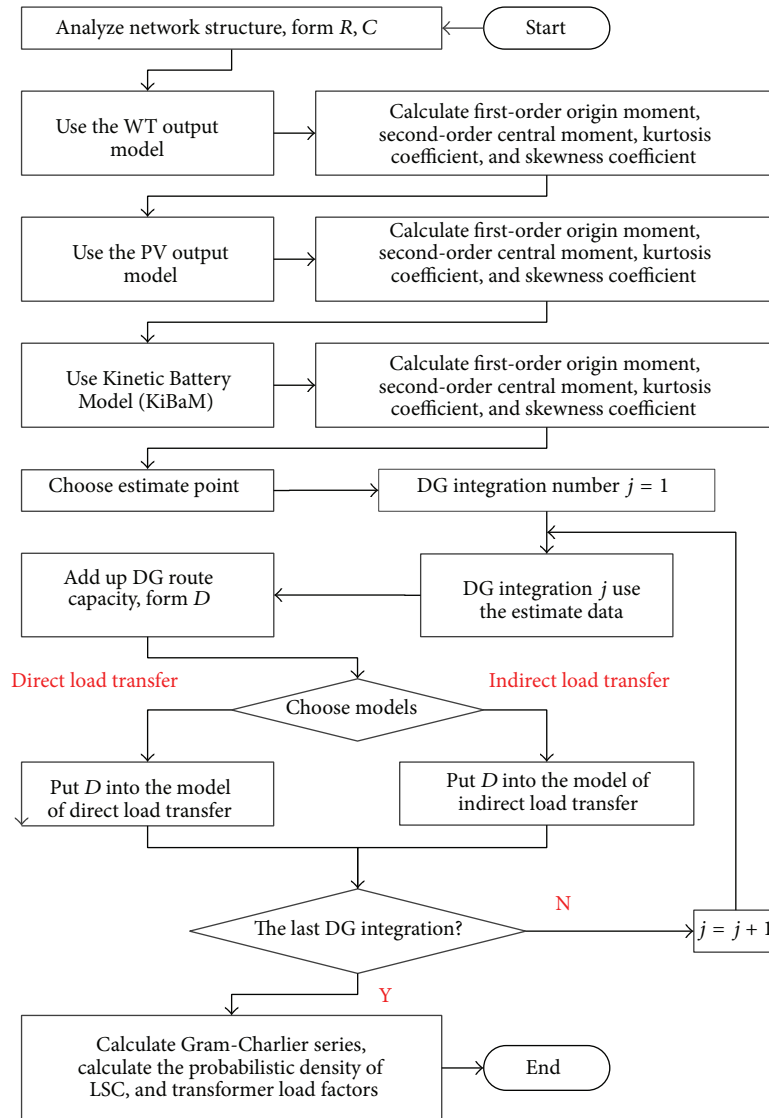 Analyze network structure, form R, C
Start
Use the WT output
model
Calculate first-order origin moment,
second-order central moment, kurtosis
coefficient, and skewness coefficient
Use the PV output
model
Calculate first-order origin moment,
second-order central moment, kurtosis
coefficient, and skewness coefficient
Use Kinetic Battery
Model (KiBaM)
Calculate first-order origin moment,
second-order central moment, kurtosis
coefficient, and skewness coefficient
Choose estimate point
DG integration number j = 1
Add up DG route
capacity, form D
DG integration j use
the estimate data
Direct load transfer
Indirect load transfer
Choose models
Put D into the model
of direct load transfer
Put D into the model of
indirect load transfer
The last DG integration?
N
j = j + 1
Y
Calculate Gram-Charlier series,
calculate the probabilistic density of
LSC, and transformer load factors
End